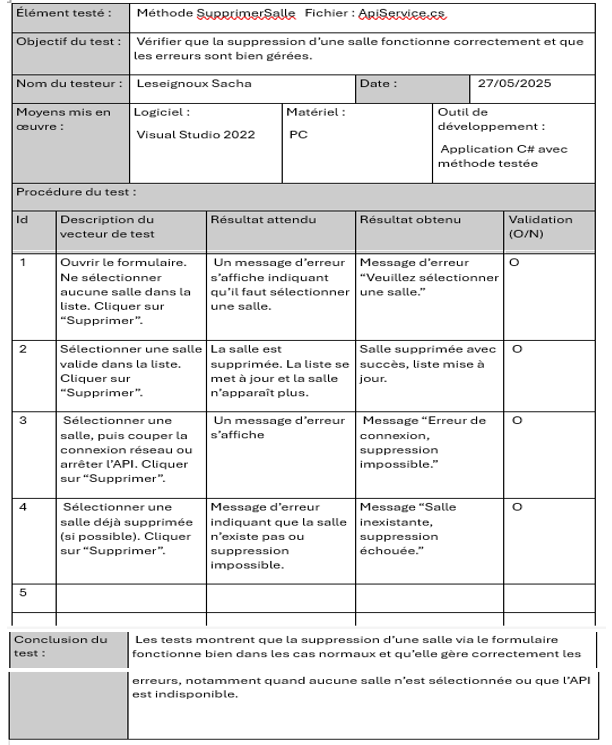 Élément testé : Méthode SupprimerSalle Fichier : ApiService.cs
Objectif du test : Vérifier que la suppression d'une salle fonctionne correctement et que
les erreurs sont bien gérées.
Nom du testeur : Leseignoux Sacha Date : 27/05/2025
Moyens mis en
œuvre :
Logiciel :
Visual Studio 2022
Matériel :
PC
Outil de
développement :
Application C# avec
méthode testée
Procédure du test :
Id
Description du
vecteur de test
Résultat attendu
Résultat obtenu
Validation
(O/N)
1
Ouvrir le formulaire.
Ne sélectionner
aucune salle dans la
liste. Cliquer sur
“Supprimer”.
Un message d'erreur
s'affiche indiquant
qu'il faut sélectionner
une salle.
Message d'erreur
“Veuillez sélectionner
une salle.”
O
2
Sélectionner une salle
valide dans la liste.
Cliquer sur
“Supprimer”.
La salle est
supprimée. La liste se
met à jour et la salle
n'apparaît plus.
Salle supprimée avec
succès, liste mise à
jour.
O
3
Sélectionner une
salle, puis couper la
connexion réseau ou
arrêter l'API. Cliquer
sur “Supprimer”.
Un message d'erreur
s'affiche
Message “Erreur de
connexion,
suppression
impossible.”
O
4
Sélectionner une
salle déjà supprimée
(si possible). Cliquer
sur “Supprimer”.
Message d'erreur
indiquant que la salle
n'existe pas ou
suppression
impossible.
Message “Salle
inexistante,
suppression
échouée.”
O
5
Conclusion du
test :
Les tests montrent que la suppression d'une salle via le formulaire
fonctionne bien dans les cas normaux et qu'elle gère correctement les
erreurs, notamment quand aucune salle n'est sélectionnée ou que l'API
est indisponible.